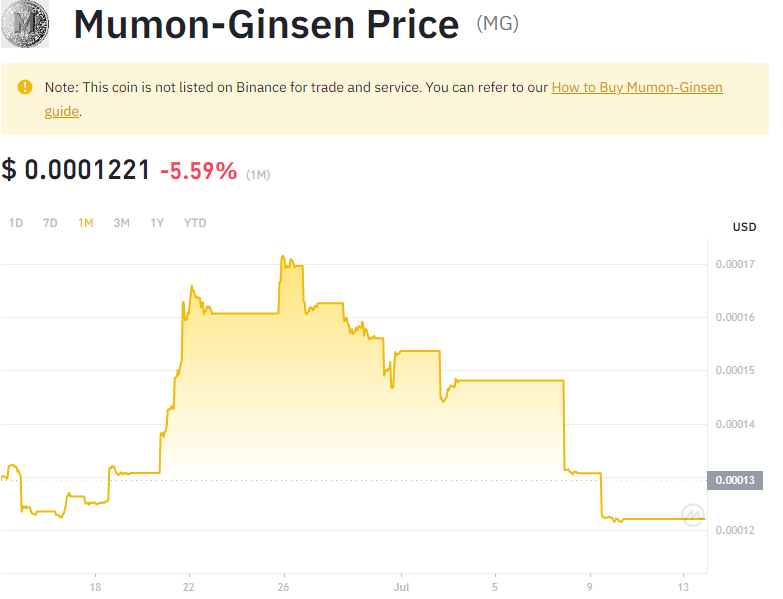 Mumon-Ginsen Price (MG)
Note: This coin is not listed on Binance for trade and service. You can refer to our How to Buy Mumon-Ginsen
guide.
$ 0.0001221 -5.59% (1M)
1D 7D 1M 3M 1Y YTD
USD
0.00017
0.00016
0.00015
0.00014
0.00013
0.00012
18 22 26 Jul 5 9 13